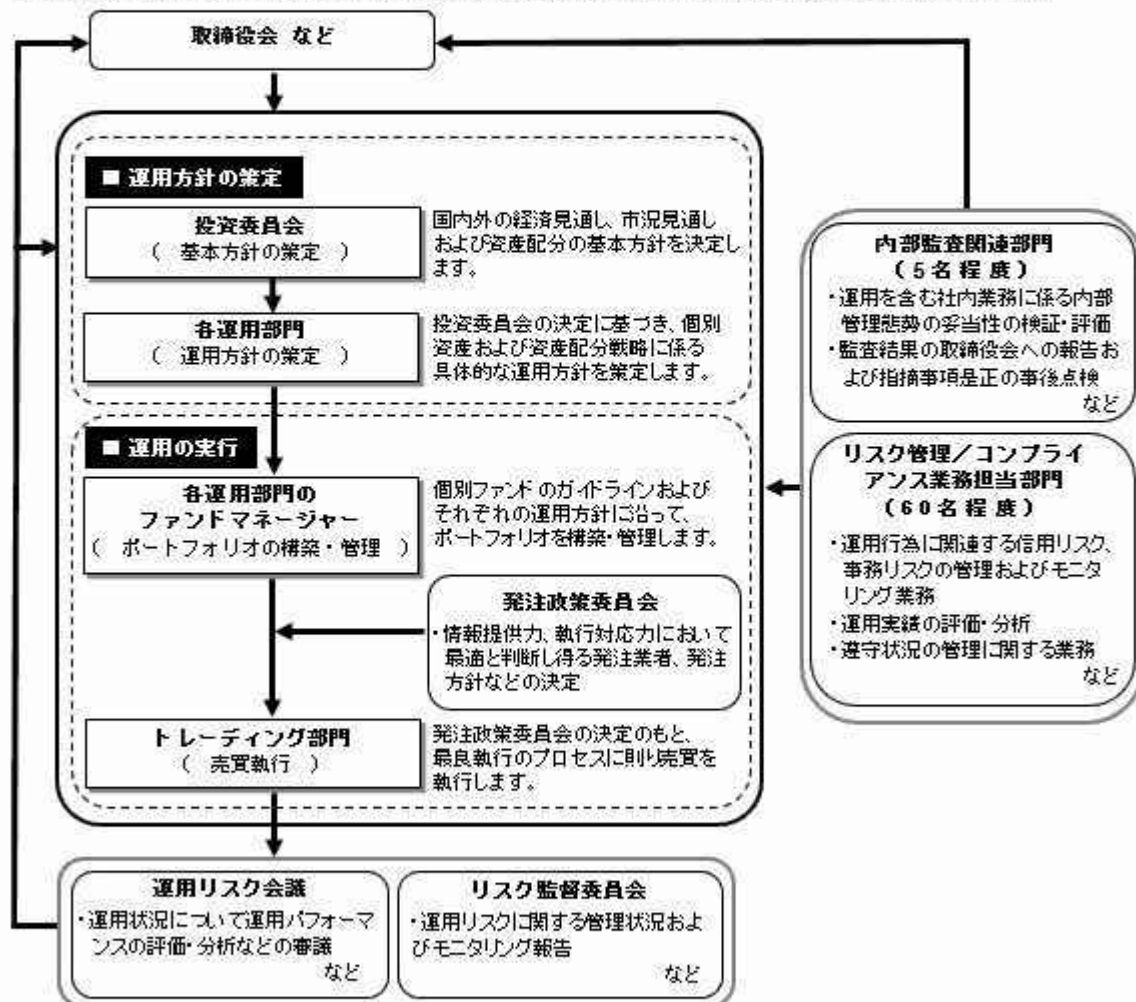 取締役会 など
■ 運用方針の策定
投資委員会
( 基本方針の策定 )
国内外の経済見通し、市況見通し
および資産配分の基本方針を決定し
ます。
各運用部門
( 運用方針の策定 )
投資委員会の決定に基づき、個別
資産および資産配分戦略に係る
具体的な運用方針を策定します。
■ 運用の実行
各運用部門の
ファンドマネージャー
( ポートフォリオの構築・管理 )
個別ファンドのガイドラインおよび
それぞれの運用方針に沿って、
ポートフォリオを構築・管理します。
発注政策委員会
・情報提供力、執行対応力において
最適と判断し得る発注業者、発注
方針などの決定
トレーディング部門
( 売買執行 )
発注政策委員会の決定のもと、
最良執行のプロセスに則り売買を
執行します。
内部監査関連部門
(5名程度)
・運用を含む社内業務に係る内部
管理態勢の妥当性の検証・評価
・監査結果の取締役会への報告お
よび指摘事項是正の事後点検
など
リスク管理／コンプライ
アンス業務担当部門
(60名程度)
・運用行為に関連する信用リスク、
事務リスクの管理およびモニタ
リング業務
・運用実績の評価・分析
・遵守状況の管理に関する業務
など
運用リスク会議
・運用状況について運用パフォーマ
ンスの評価・分析などの審議
など
リスク監督委員会
・運用リスクに関する管理状況およ
びモニタリング報告
など